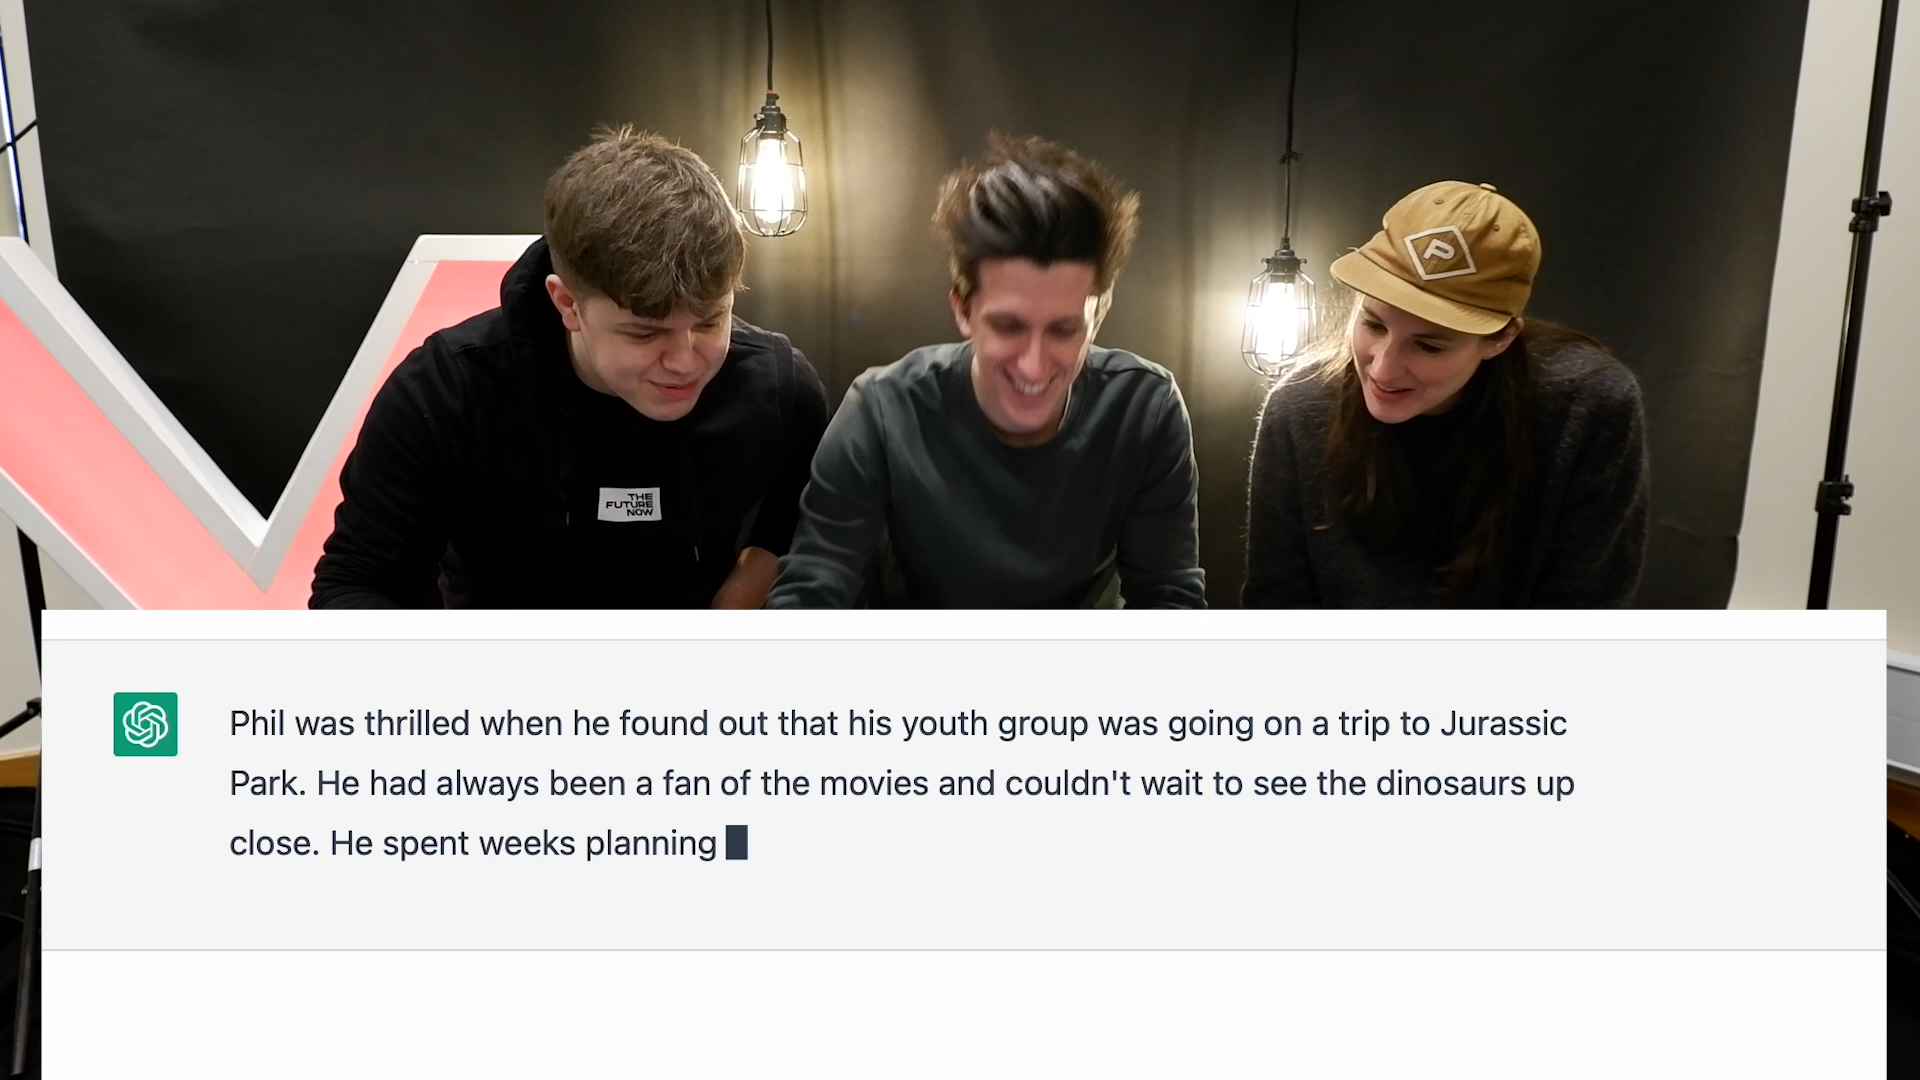 THE
FUTURE
NOW
P
Phil was thrilled when he found out that his youth group was going on a trip to Jurassic
Park. He had always been a fan of the movies and couldn't wait to see the dinosaurs up
close. He spent weeks planning